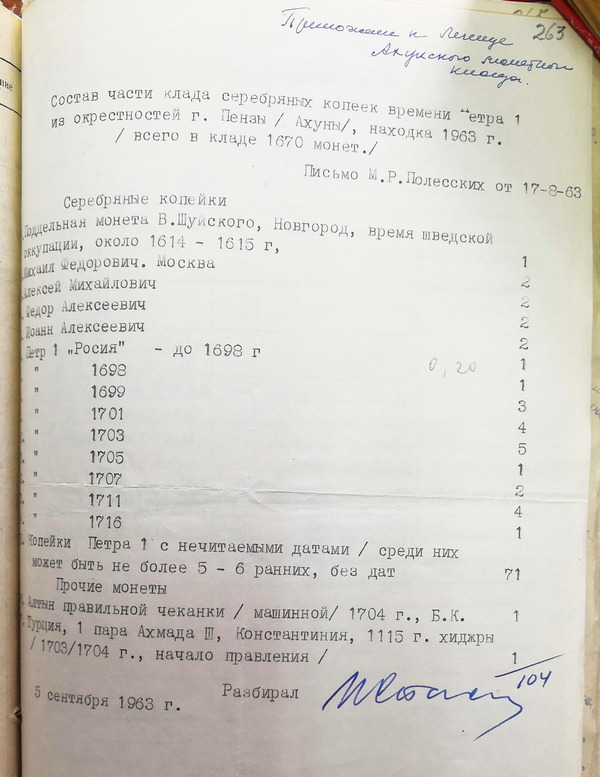 263
Приложение к легенде
Ахунского монетного
клада.
Состав части клада серебряных копеек времени Петра 1
из окрестностей г. Пензы / Ахуны/, находка 1963 г.
/ всего в кладе 1670 монет./
Письмо М.Р.Полесских от 17-8-63
Серебряные копейки
Поддельная монета В.Шуйского, Новгород, время шведской
оккупации, около 1614 - 1615 г, 1
Михаил Федорович. Москва 2
Алексей Михайлович 2
Федор Алексеевич 2
Иоанн Алексеевич 2
Петр 1 „Росия" - до 1698 г 1
" 1698 0,20 1
" 1699 3
" 1701 4
" 1703 5
" 1705 1
" 1707 2
" 1711 4
" 1716 1
Копейки Петра 1 с нечитаемыми датами / среди них
может быть не более 5 - 6 ранних, без дат 71
Прочие монеты
Алтын правильной чеканки / машинной/ 1704 г., Б.К. 1
Турция, 1 пара Ахмада Ш, Константиния, 1115 г. хиджры
/ 1703/1704 г., начало правления / 1
104
5 сентября 1963 г. Разбирал